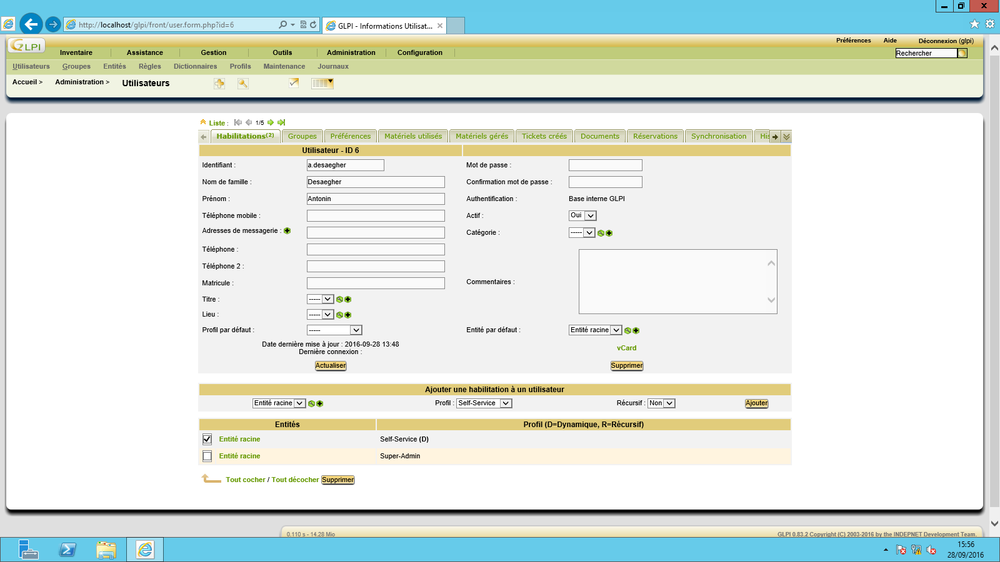 http://localhost/glpi/front/user.form.php?id=6
GLPI - Informations Utilisat...
GLPI
Préférences Aide Déconnexion (glpi)
Inventaire Assistance Gestion Outils Administration Configuration
Rechercher
Utilisateurs Groupes Entités Règles Dictionnaires Profils Maintenance Journaux
Accueil > Administration > Utilisateurs
Liste : 1/5
Habilitations(2) Groupes Préférences Matériels utilisés Matériels gérés Tickets créés Documents Réservations Synchronisation His
Utilisateur - ID 6
Identifiant : a.desaegher Mot de passe :
Nom de famille : Desaegher Confirmation mot de passe :
Prénom : Antonin Authentification : Base interne GLPI
Téléphone mobile : Actif : Oui
Adresses de messagerie : Catégorie : -----
Téléphone :
Téléphone 2 :
Matricule : Commentaires :
Titre : -----
Lieu : -----
Profil par défaut : ----- Entité par défaut : Entité racine
Date dernière mise à jour : 2016-09-28 13:48
Dernière connexion :
vCard
Actualiser Supprimer
Ajouter une habilitation à un utilisateur
Entité racine Profil : Self-Service Récursif : Non Ajouter
Entités Profil (D=Dynamique, R=Récursif)
Entité racine Self-Service (D)
Entité racine Super-Admin
Tout cocher / Tout décocher Supprimer
0.110 s - 14.28 Mio GLPI 0.83.2 Copyright (C) 2003-2016 by the INDEPNET Development Team.
15:56
28/09/2016